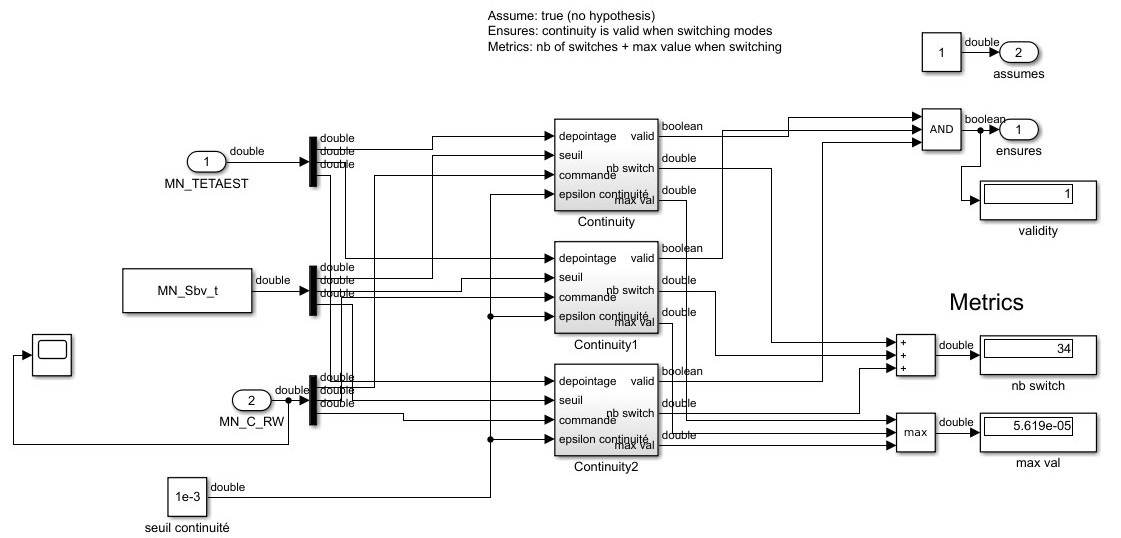 Assume: true (no hypothesis)
Ensures: continuity is valid when switching modes
Metrics: nb of switches + max value when switching
1
double
2
assumes
1
double
MN_TETAEST
double
double
double
depointage
seuil
commande
epsilon continuité
valid
nb switch
max val
Continuity
boolean
double
double
AND
boolean
1
ensures
1
validity
MN_Sbv_t
double
double
double
double
depointage
seuil
commande
epsilon continuité
valid
nb switch
max val
Continuity1
boolean
double
double
Metrics
+
+
+
double
34
nb switch
2
MN_C_RW
double
double
double
double
depointage
seuil
commande
epsilon continuité
valid
nb switch
max val
Continuity2
boolean
double
double
max
double
5.619e-05
max val
1e-3
double
seuil continuité